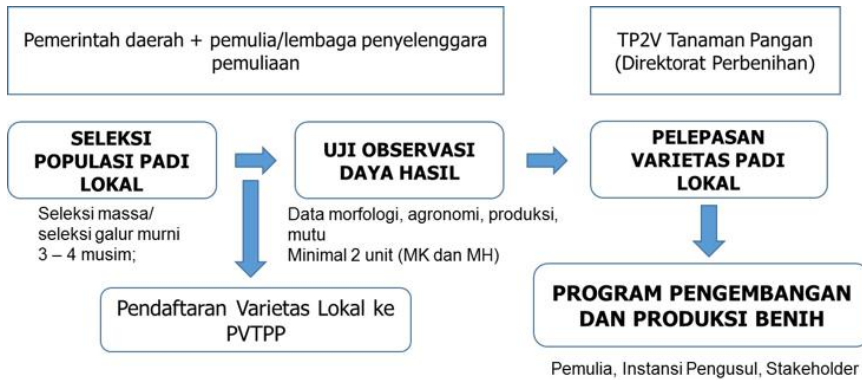 Pemerintah daerah + pemulia/lembaga penyelenggara
pemuliaan
TP2V Tanaman Pangan
(Direktorat Perbenihan)
SELEKSI
POPULASI PADI
LOKAL
UJI OBSERVASI
DAYA HASIL
PELEPASAN
VARIETAS PADI
LOKAL
Seleksi massa/
seleksi galur murni
3 – 4 musim;
Data morfologi, agronomi, produksi,
mutu
Minimal 2 unit (MK dan MH)
Pendaftaran Varietas Lokal ke
PVTPP
PROGRAM PENGEMBANGAN
DAN PRODUKSI BENIH
Pemulia, Instansi Pengusul, Stakeholder